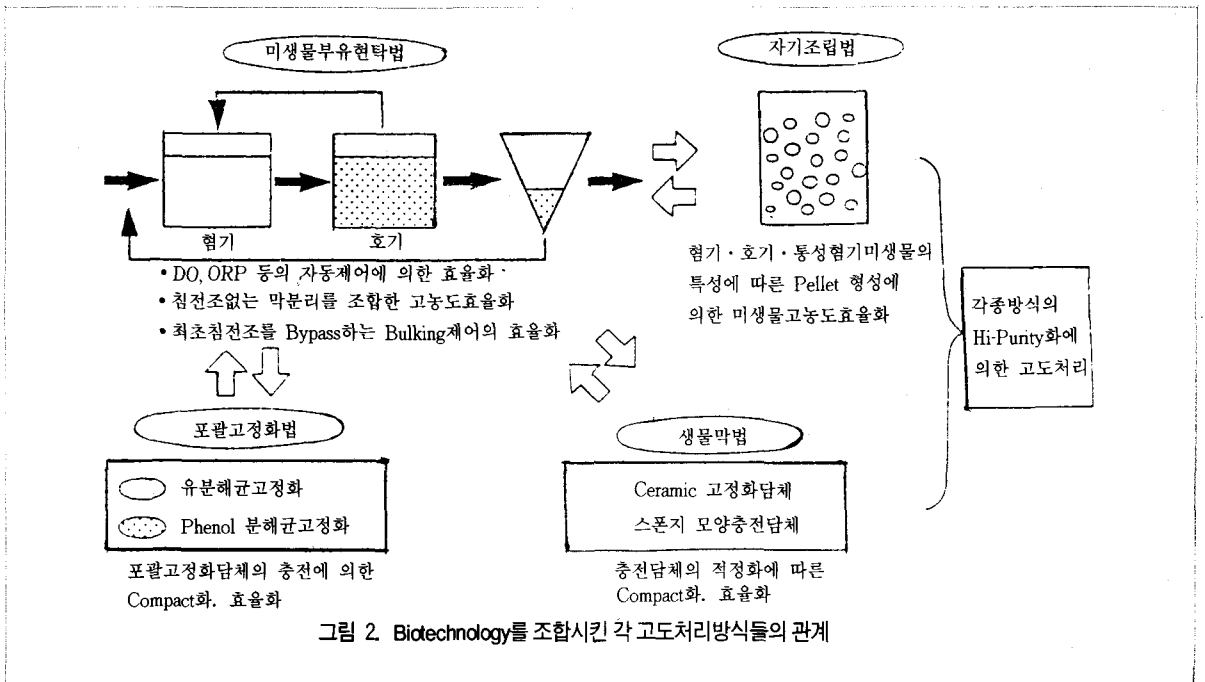 미생물부유현탁법
자기조립법
혐기
호기
• DO, ORP 등의 자동제어에 의한 효율화
• 침전조없는 막분리를 조합한 고농도효율화
• 최초침전조를 Bypass하는 Bulking제어의 효율화
혐기 · 호기 · 통성혐기미생물의
특성에 따른 Pellet 형성에
의한 미생물고농도효율화
각종방식의
Hi-Purity화에
의한 고도처리
포괄고정화법
유분해균고정화
Phenol 분해균고정화
포괄고정화담체의 충전에 의한
Compact화. 효율화
생물막법
Ceramic 고정화담체
스폰지 모양충전담체
충전담체의 적정화에 따른
Compact화. 효율화
그림 2. Biotechnology를 조합시킨 각 고도처리방식들의 관계